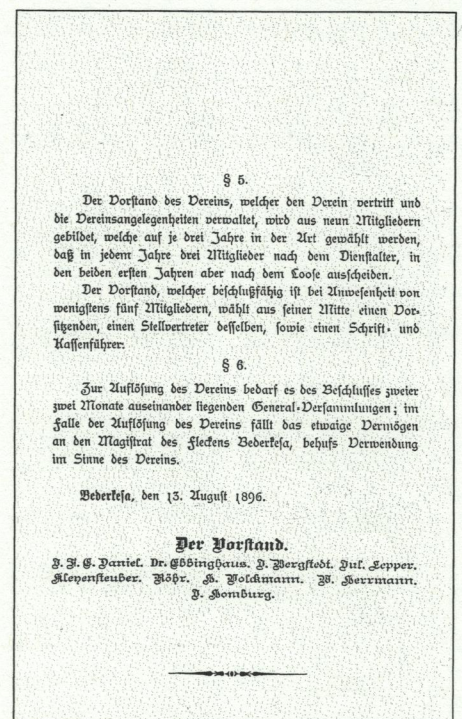 § 5.
Der Vorstand des Vereins, welcher den Verein vertritt und
die Vereinsangelegenheiten verwaltet, wird aus neun Mitgliedern
gebildet, welche auf je drei Jahre in der Art gewählt werden,
daß in jedem Jahre drei Mitglieder nach dem Dienstalter, in
den beiden ersten Jahren aber nach dem Loose ausscheiden.
Der Vorstand, welcher beschlußfähig ist bei Anwesenheit von
wenigstens fünf Mitgliedern, wählt aus seiner Mitte einen Vor-
sitzenden, einen Stellvertreter desselben, sowie einen Schrift- und
Kassenführer.
§ 6.
Zur Auflösung des Vereins bedarf es des Beschlusses zweier
zwei Monate auseinander liegenden General-Versammlungen; im
Falle der Auflösung des Vereins fällt das etwaige Vermögen
an den Magistrat des Fleckens Bederkesa, behufs Verwendung
im Sinne des Vereins.
Bederkesa, den 13. August 1896.
Der Vorstand.
J. F. C. Daniel. Dr. Ebbinghaus. J. Bergstedt. Jul. Lepper.
Kleyensteuber. Röhr. H. Volckmann. W. Herrmann.
J. Homburg.